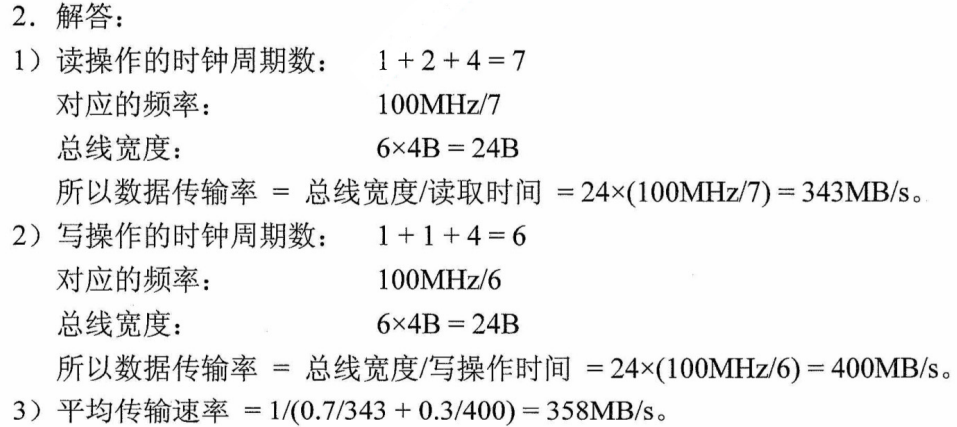 2．解答：
1）读操作的时钟周期数： 1 + 2 + 4 = 7
对应的频率： 100MHz/7
总线宽度： 6×4B = 24B
所以数据传输率 = 总线宽度/读取时间 = 24×(100MHz/7) = 343MB/s。
2）写操作的时钟周期数： 1 + 1 + 4 = 6
对应的频率： 100MHz/6
总线宽度： 6×4B = 24B
所以数据传输率 = 总线宽度/写操作时间 = 24×(100MHz/6) = 400MB/s。
3）平均传输速率 = 1/(0.7/343 + 0.3/400) = 358MB/s。